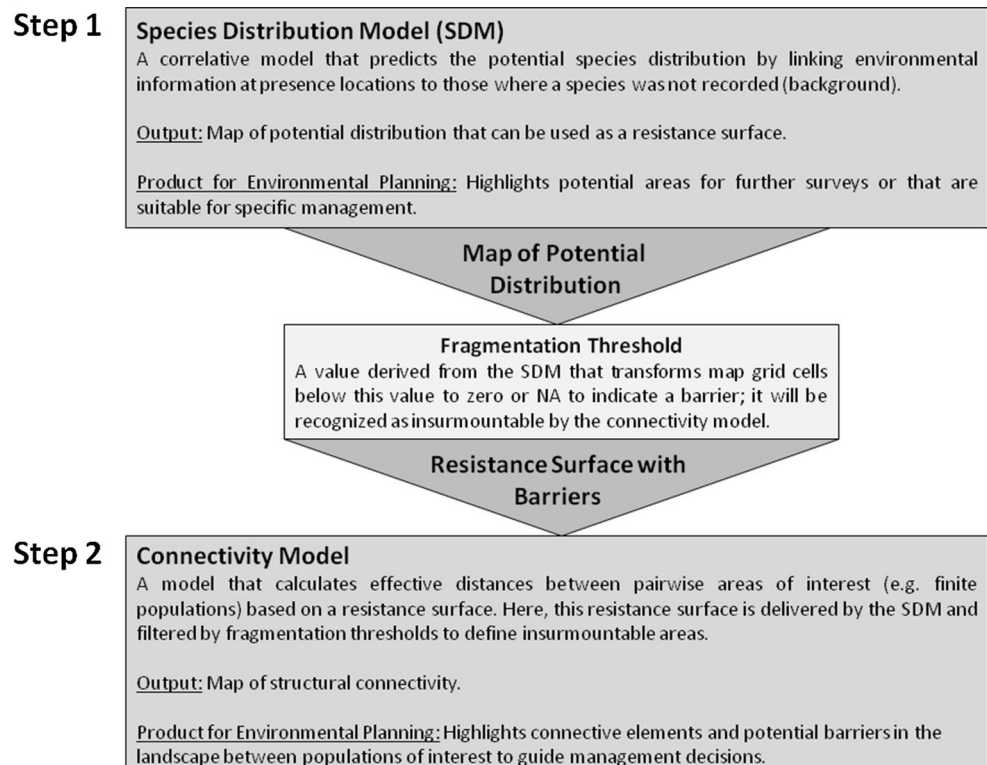 Step 1
Species Distribution Model (SDM)
A correlative model that predicts the potential species distribution by linking environmental
information at presence locations to those where a species was not recorded (background).
Output: Map of potential distribution that can be used as a resistance surface.
Product for Environmental Planning: Highlights potential areas for further surveys or that are
suitable for specific management.
Map of Potential
Distribution
Fragmentation Threshold
A value derived from the SDM that transforms map grid cells
below this value to zero or NA to indicate a barrier; it will be
recognized as insurmountable by the connectivity model.
Resistance Surface with
Barriers
Step 2
Connectivity Model
A model that calculates effective distances between pairwise areas of interest (e.g. finite
populations) based on a resistance surface. Here, this resistance surface is delivered by the SDM and
filtered by fragmentation thresholds to define insurmountable areas.
Output: Map of structural connectivity.
Product for Environmental Planning: Highlights connective elements and potential barriers in the
landscape between populations of interest to guide management decisions.